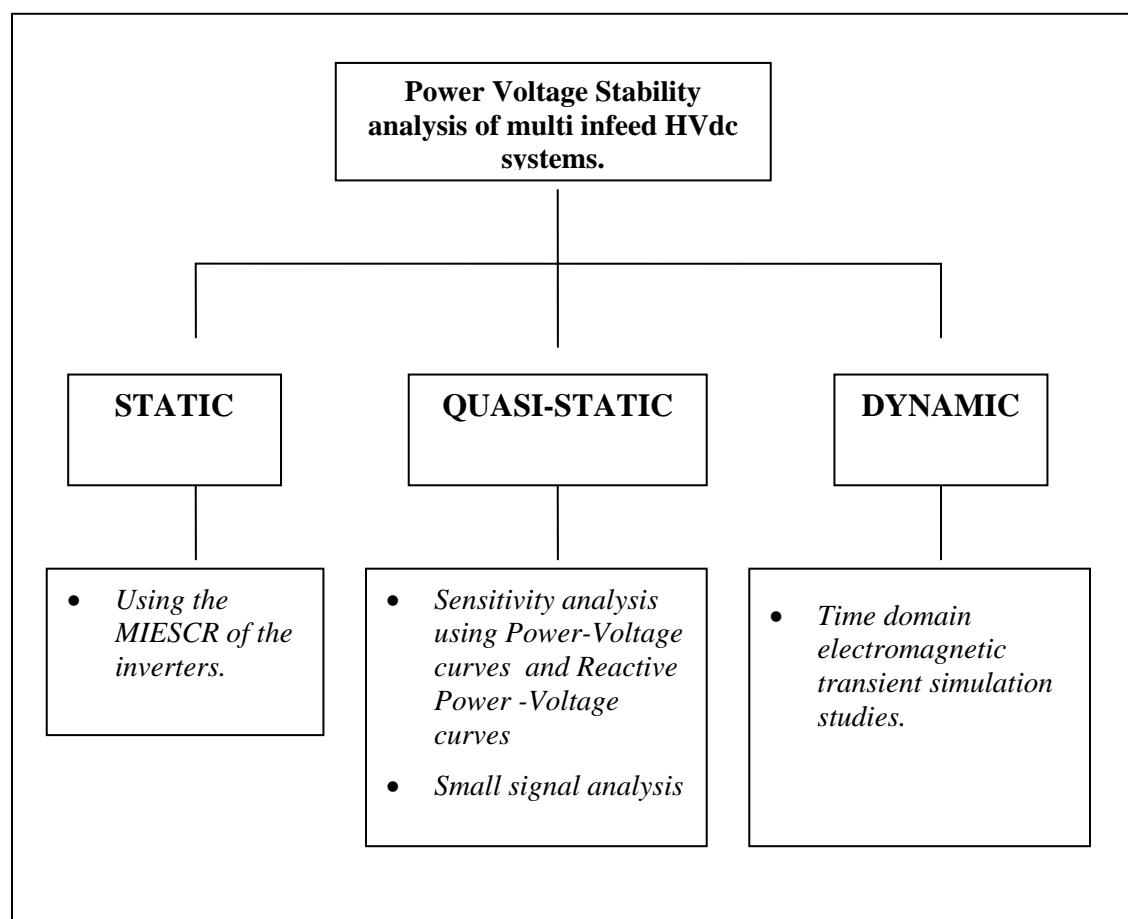 Power Voltage Stability
analysis of multi infeed HVdc
systems.
STATIC
QUASI-STATIC
DYNAMIC
• Using the
MIESCR of the
inverters.
• Sensitivity analysis
using Power-Voltage
curves and Reactive
Power -Voltage
curves
• Small signal analysis
• Time domain
electromagnetic
transient simulation
studies.